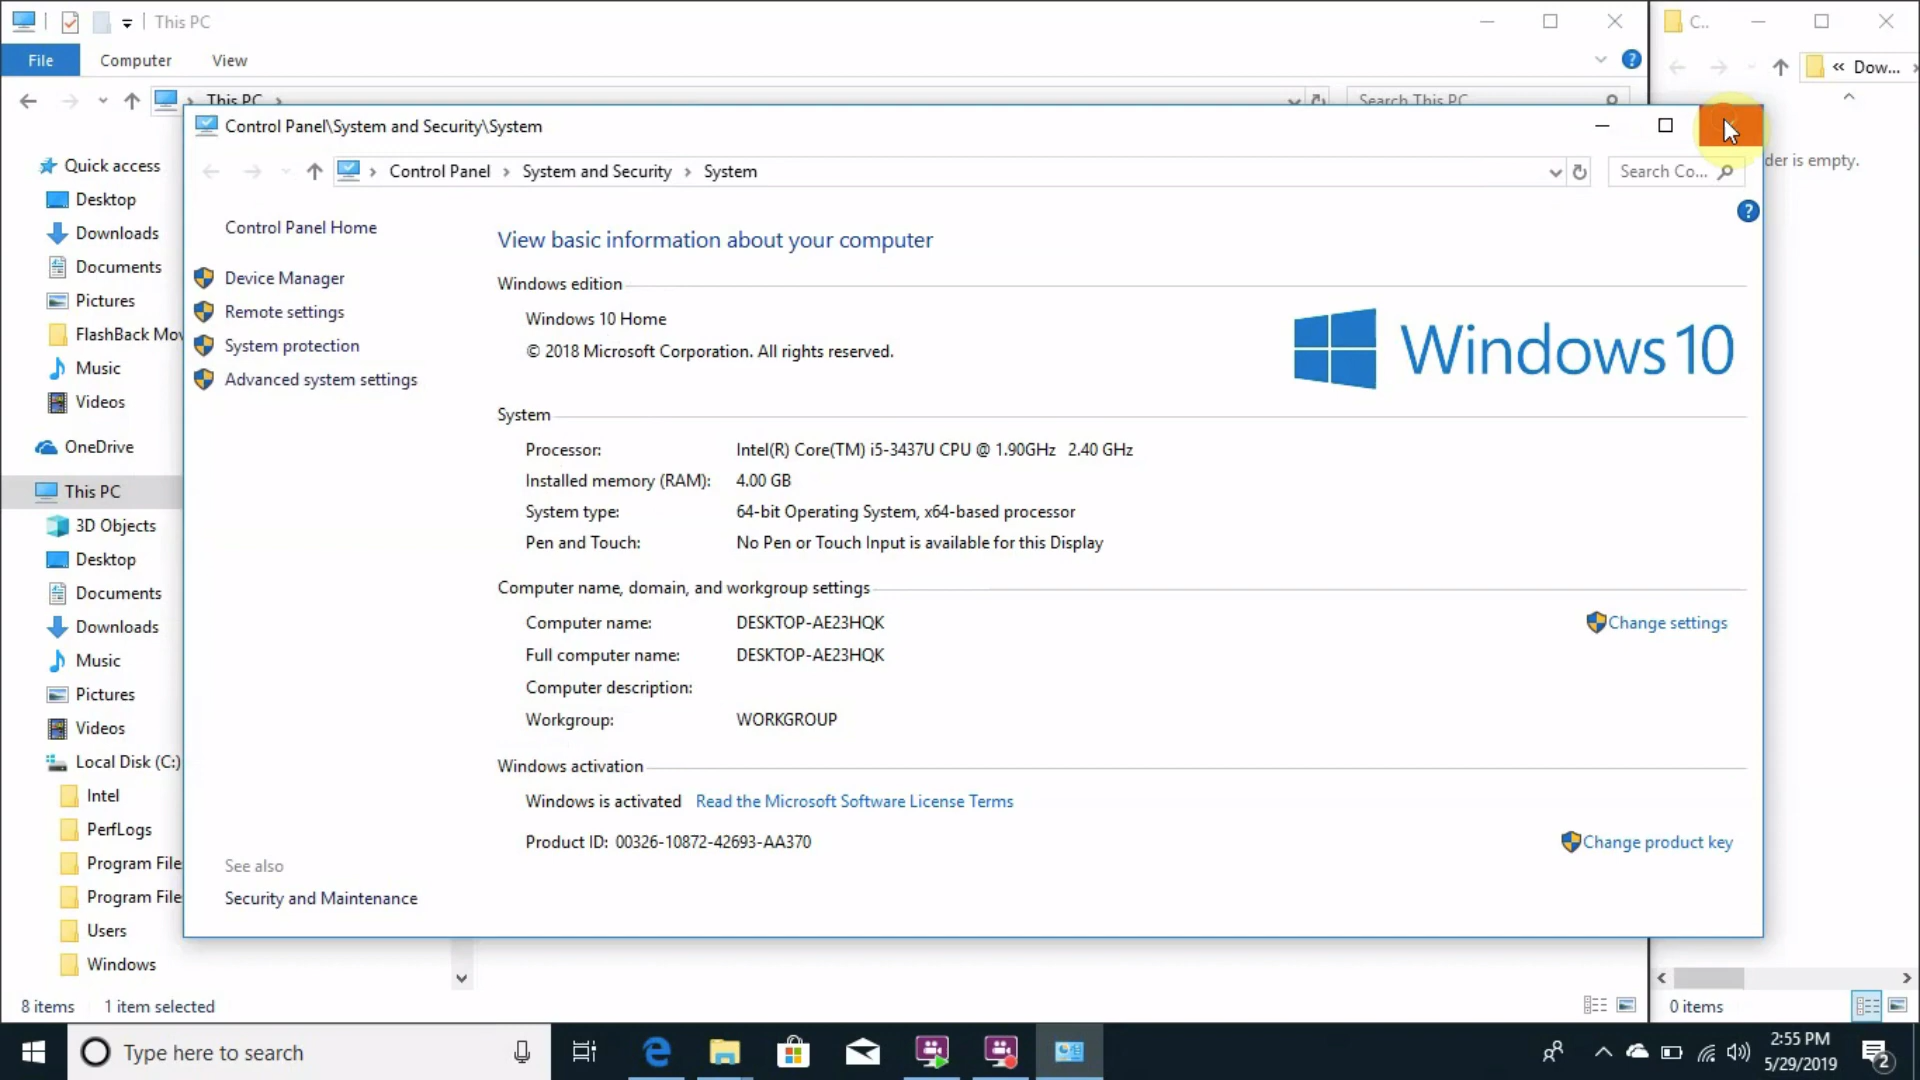 This PC
C..
File
Computer
View
« Dow...
This PC
Search This PC
Control Panel\System and Security\System
der is empty.
Control Panel
System and Security
System
Search Co...
Quick access
Desktop
Downloads
Documents
Pictures
FlashBack Mov
Music
Videos
OneDrive
This PC
3D Objects
Desktop
Documents
Downloads
Music
Pictures
Videos
Local Disk (C:)
Intel
PerfLogs
Program File
Program File
Users
Windows
Control Panel Home
Device Manager
Remote settings
System protection
Advanced system settings
See also
Security and Maintenance
View basic information about your computer
Windows edition
Windows 10 Home
© 2018 Microsoft Corporation. All rights reserved.
Windows 10
System
Processor: Intel(R) Core(TM) i5-3437U CPU @ 1.90GHz 2.40 GHz
Installed memory (RAM): 4.00 GB
System type: 64-bit Operating System, x64-based processor
Pen and Touch: No Pen or Touch Input is available for this Display
Computer name, domain, and workgroup settings
Computer name: DESKTOP-AE23HQK
Change settings
Full computer name: DESKTOP-AE23HQK
Computer description:
Workgroup: WORKGROUP
Windows activation
Windows is activated Read the Microsoft Software License Terms
Product ID: 00326-10872-42693-AA370
Change product key
8 items 1 item selected
0 items
Type here to search
2:55 PM
5/29/2019
2